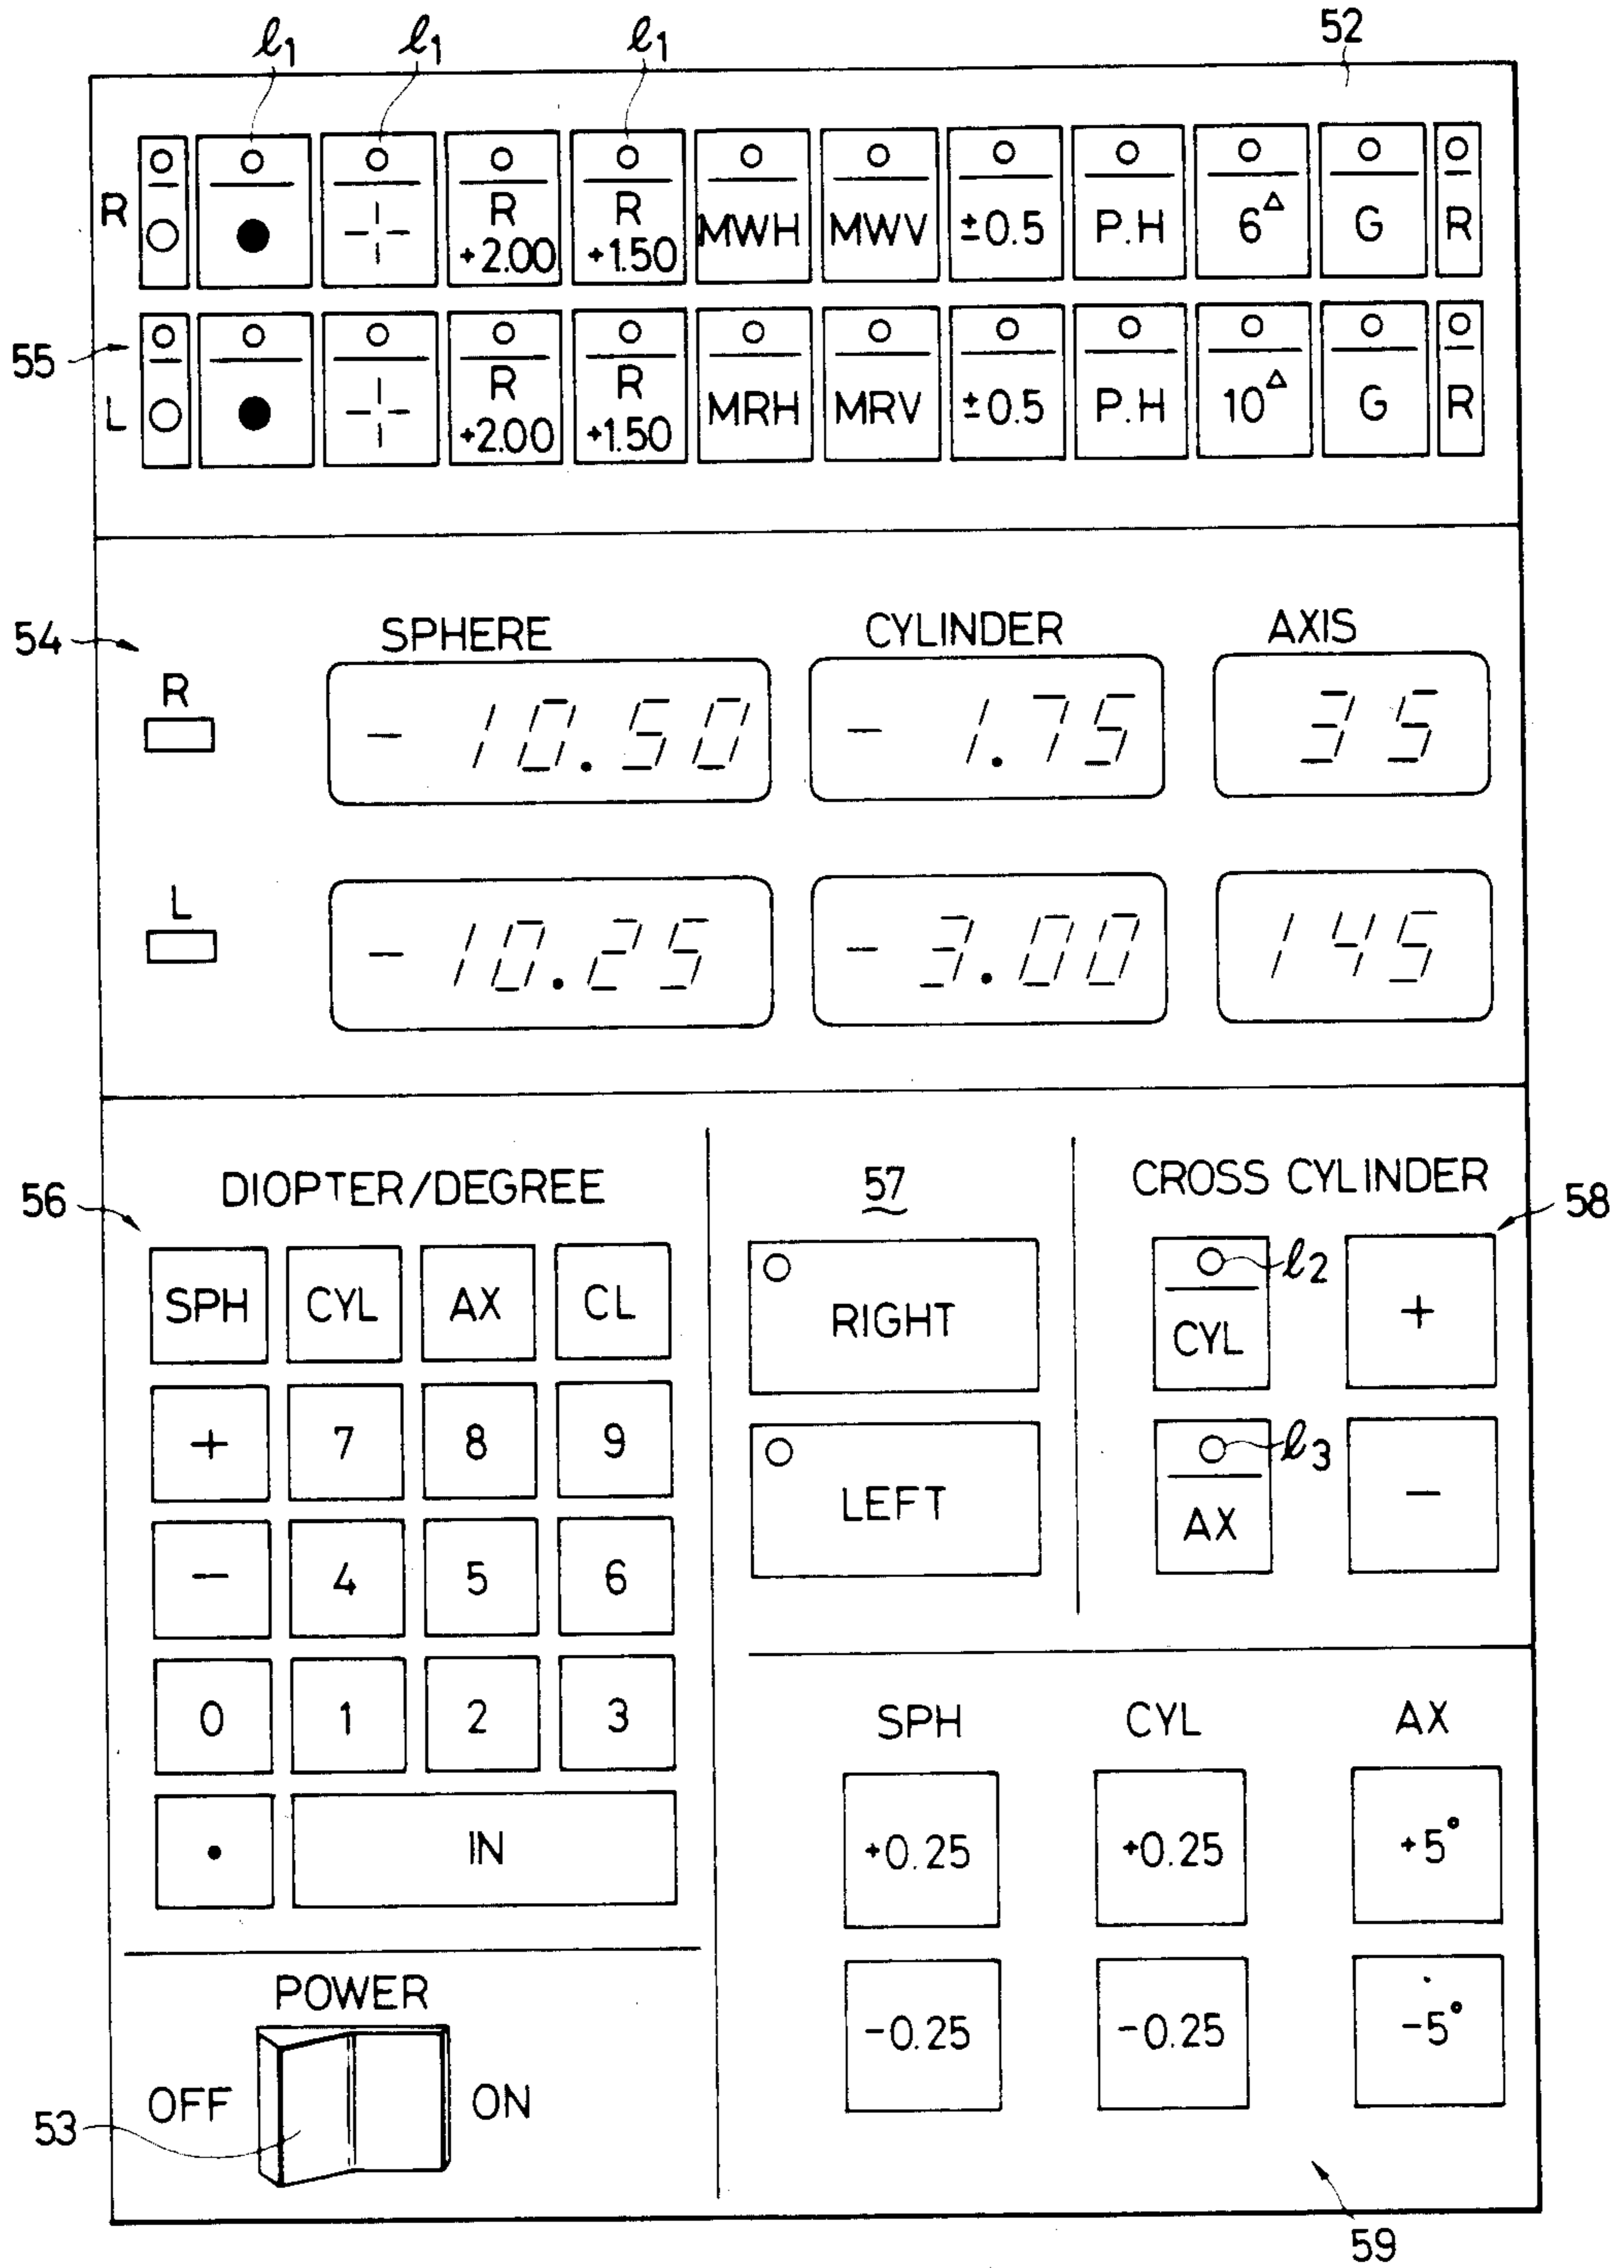 ℓ1 ℓ1 ℓ1 52
R
R +2.00
R +1.50
MWH
MWV
±0.5
P.H
6Δ
G
R
55
L
R +2.00
R +1.50
MRH
MRV
±0.5
P.H
10Δ
G
R
54
SPHERE CYLINDER AXIS
R
-10.50 -1.75 35
L
-10.25 -3.00 145
56
DIOPTER/DEGREE
SPH CYL AX CL
+ 7 8 9
- 4 5 6
0 1 2 3
. IN
57
RIGHT
LEFT
CROSS CYLINDER
58
ℓ2
CYL +
ℓ3
AX -
SPH CYL AX
+0.25 +0.25 +5°
-0.25 -0.25 -5°
POWER
OFF ON
53
59